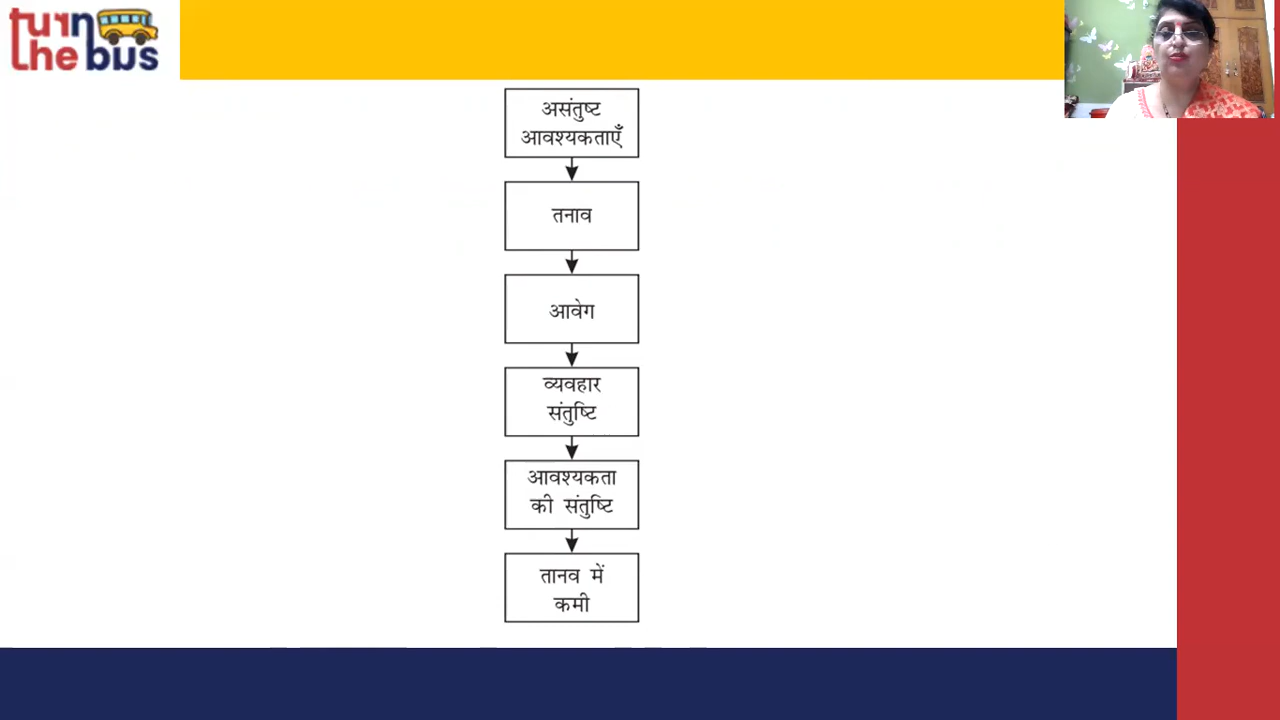 turn
the bus
असंतुष्ट
आवश्यकताएँ
तनाव
आवेग
व्यवहार
संतुष्टि
आवश्यकता
की संतुष्टि
तानव में
कमी